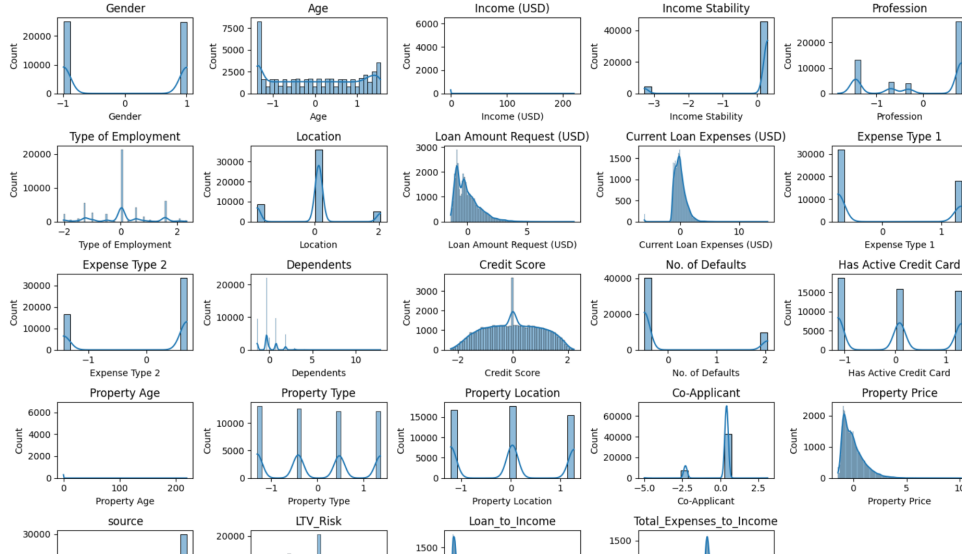 Gender Age Income (USD) Income Stability Profession
Count 20000 10000 0 Count 7500 5000 2500 0 Count 6000 4000 2000 0 Count 40000 20000 0 Count 20000 0
-1 0 1 -1 0 1 0 100 200 -3 -2 -1 0 -1 0
Gender Age Income (USD) Income Stability Profession
Type of Employment Location Loan Amount Request (USD) Current Loan Expenses (USD) Expense Type 1
Count 20000 10000 0 Count 30000 20000 10000 0 Count 3000 2000 1000 0 Count 1500 1000 500 0 Count 30000 20000 10000 0
-2 0 2 0 2 0 5 0 10 0 1
Type of Employment Location Loan Amount Request (USD) Current Loan Expenses (USD) Expense Type 1
Expense Type 2 Dependents Credit Score No. of Defaults Has Active Credit Card
Count 30000 20000 10000 0 Count 20000 10000 0 Count 3000 2000 1000 0 Count 40000 20000 0 Count 15000 10000 5000 0
-1 0 0 5 10 -2 0 2 0 1 2 -1 0 1
Expense Type 2 Dependents Credit Score No. of Defaults Has Active Credit Card
Property Age Property Type Property Location Co-Applicant Property Price
Count 6000 4000 2000 0 Count 10000 5000 0 Count 15000 10000 5000 0 Count 60000 40000 20000 0 Count 2000 1000 0
0 100 200 -1 0 1 -1 0 1 -5.0 -2.5 0.0 2.5 0 5 10
Property Age Property Type Property Location Co-Applicant Property Price
source LTV_Risk Loan_to_Income Total_Expenses_to_Income
30000 20000 1500 1500